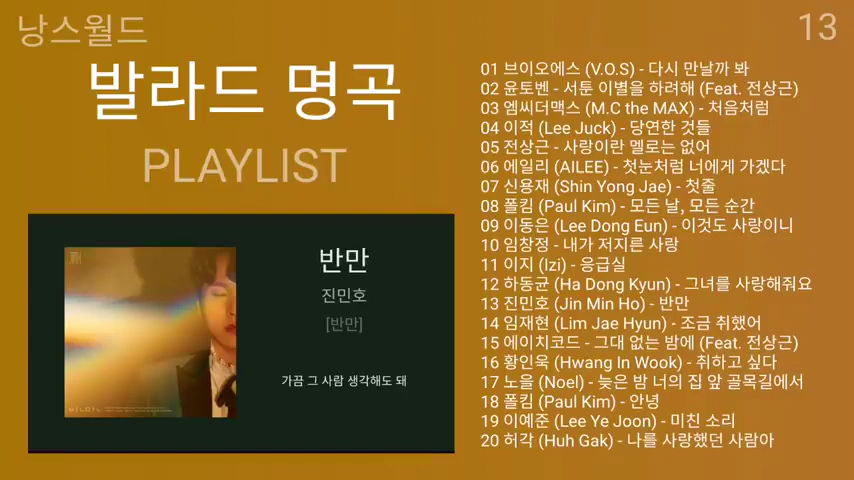 낭스월드
13
발라드 명곡
PLAYLIST
반만
진민호
[반만]
가끔 그 사람 생각해도 돼
01 브이오에스 (V.O.S) - 다시 만날까 봐
02 윤토벤 - 서툰 이별을 하려해 (Feat. 전상근)
03 엠씨더맥스 (M.C the MAX) - 처음처럼
04 이적 (Lee Juck) - 당연한 것들
05 전상근 - 사랑이란 멜로는 없어
06 에일리 (AILEE) - 첫눈처럼 너에게 가겠다
07 신용재 (Shin Yong Jae) - 첫줄
08 폴킴 (Paul Kim) - 모든 날, 모든 순간
09 이동은 (Lee Dong Eun) - 이것도 사랑이니
10 임창정 - 내가 저지른 사랑
11 이지 (Izi) - 응급실
12 하동균 (Ha Dong Kyun) - 그녀를 사랑해줘요
13 진민호 (Jin Min Ho) - 반만
14 임재현 (Lim Jae Hyun) - 조금 취했어
15 에이치코드 - 그대 없는 밤에 (Feat. 전상근)
16 황인욱 (Hwang In Wook) - 취하고 싶다
17 노을 (Noel) - 늦은 밤 너의 집 앞 골목길에서
18 폴킴 (Paul Kim) - 안녕
19 이예준 (Lee Ye Joon) - 미친 소리
20 허각 (Huh Gak) - 나를 사랑했던 사람아